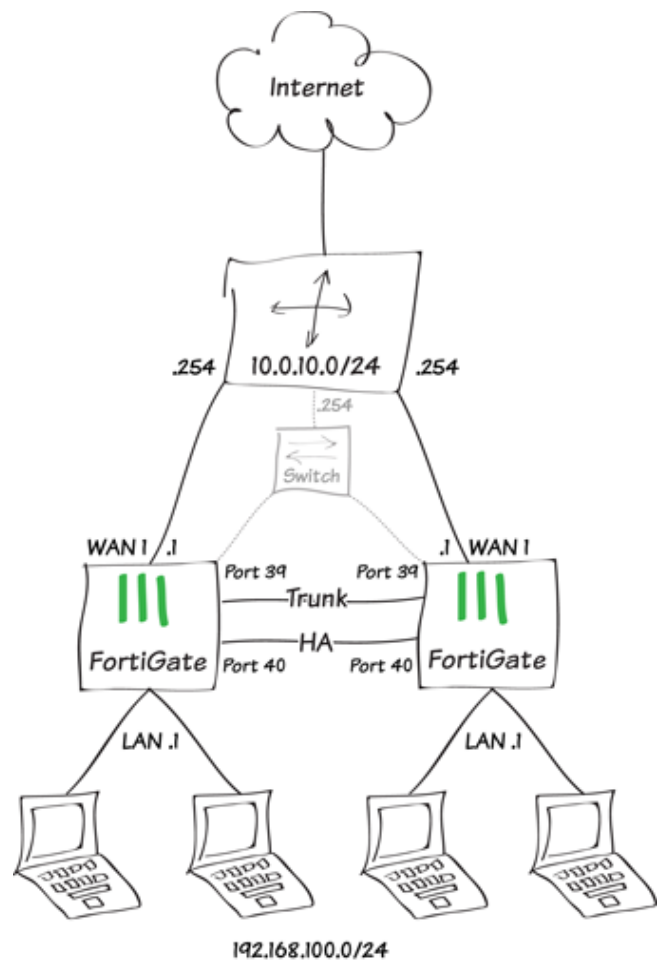 Internet
.254
10.0.10.0/24
.254
.254
Switch
WAN 1 .1
.1 WAN 1
Port 39
Port 39
Trunk
HA
FortiGate
Port 40
Port 40
FortiGate
LAN .1
LAN .1
192.168.100.0/24